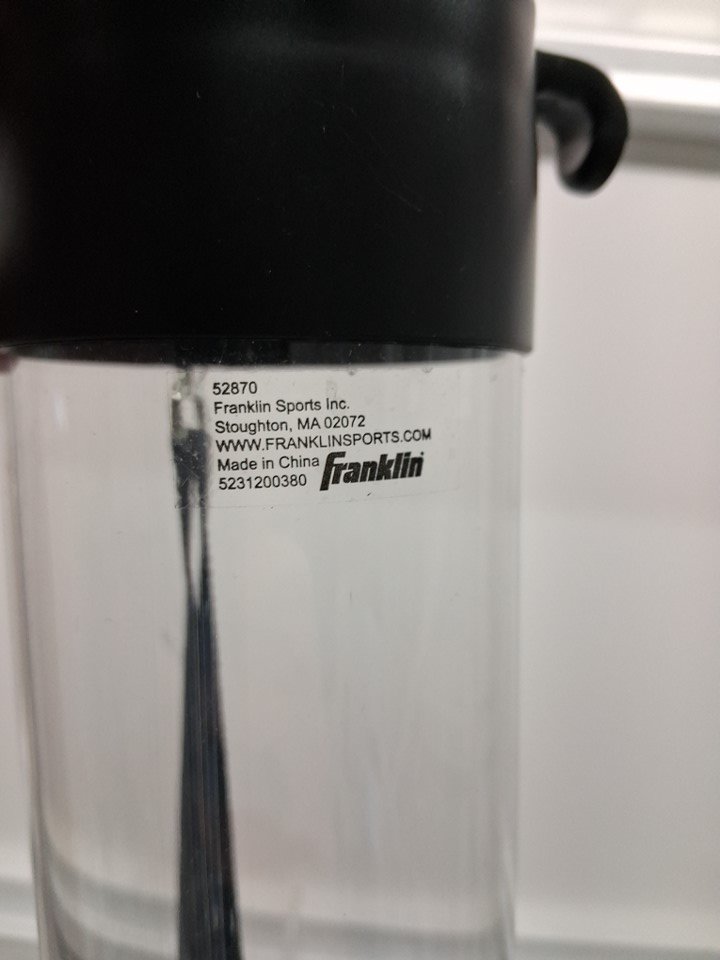 52870
Franklin Sports Inc.
Stoughton, MA 02072
WWW.FRANKLINSPORTS.COM
Made in China
5231200380 Franklin